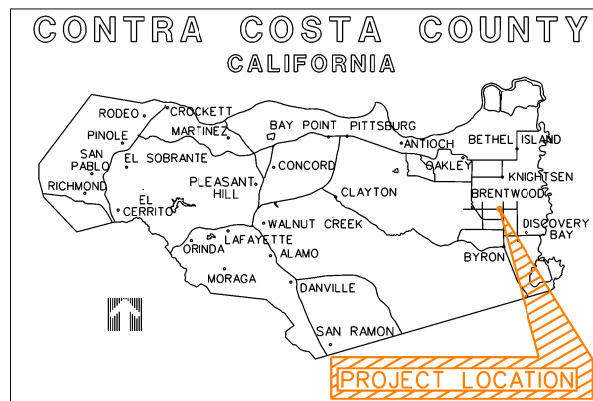 CONTRA COSTA COUNTY
CALIFORNIA
RODEO
CROCKETT
MARTINEZ
BAY POINT
PITTSBURG
PINOLE
ANTIOCH
BETHEL ISLAND
SAN
PABLO
EL SOBRANTE
CONCORD
OAKLEY
KNIGHTSEN
RICHMOND
PLEASANT
HILL
CLAYTON
BRENTWOOD
EL
CERRITO
WALNUT CREEK
DISCOVERY
BAY
ORINDA
LAFAYETTE
ALAMO
BYRON
MORAGA
DANVILLE
SAN RAMON
PROJECT LOCATION